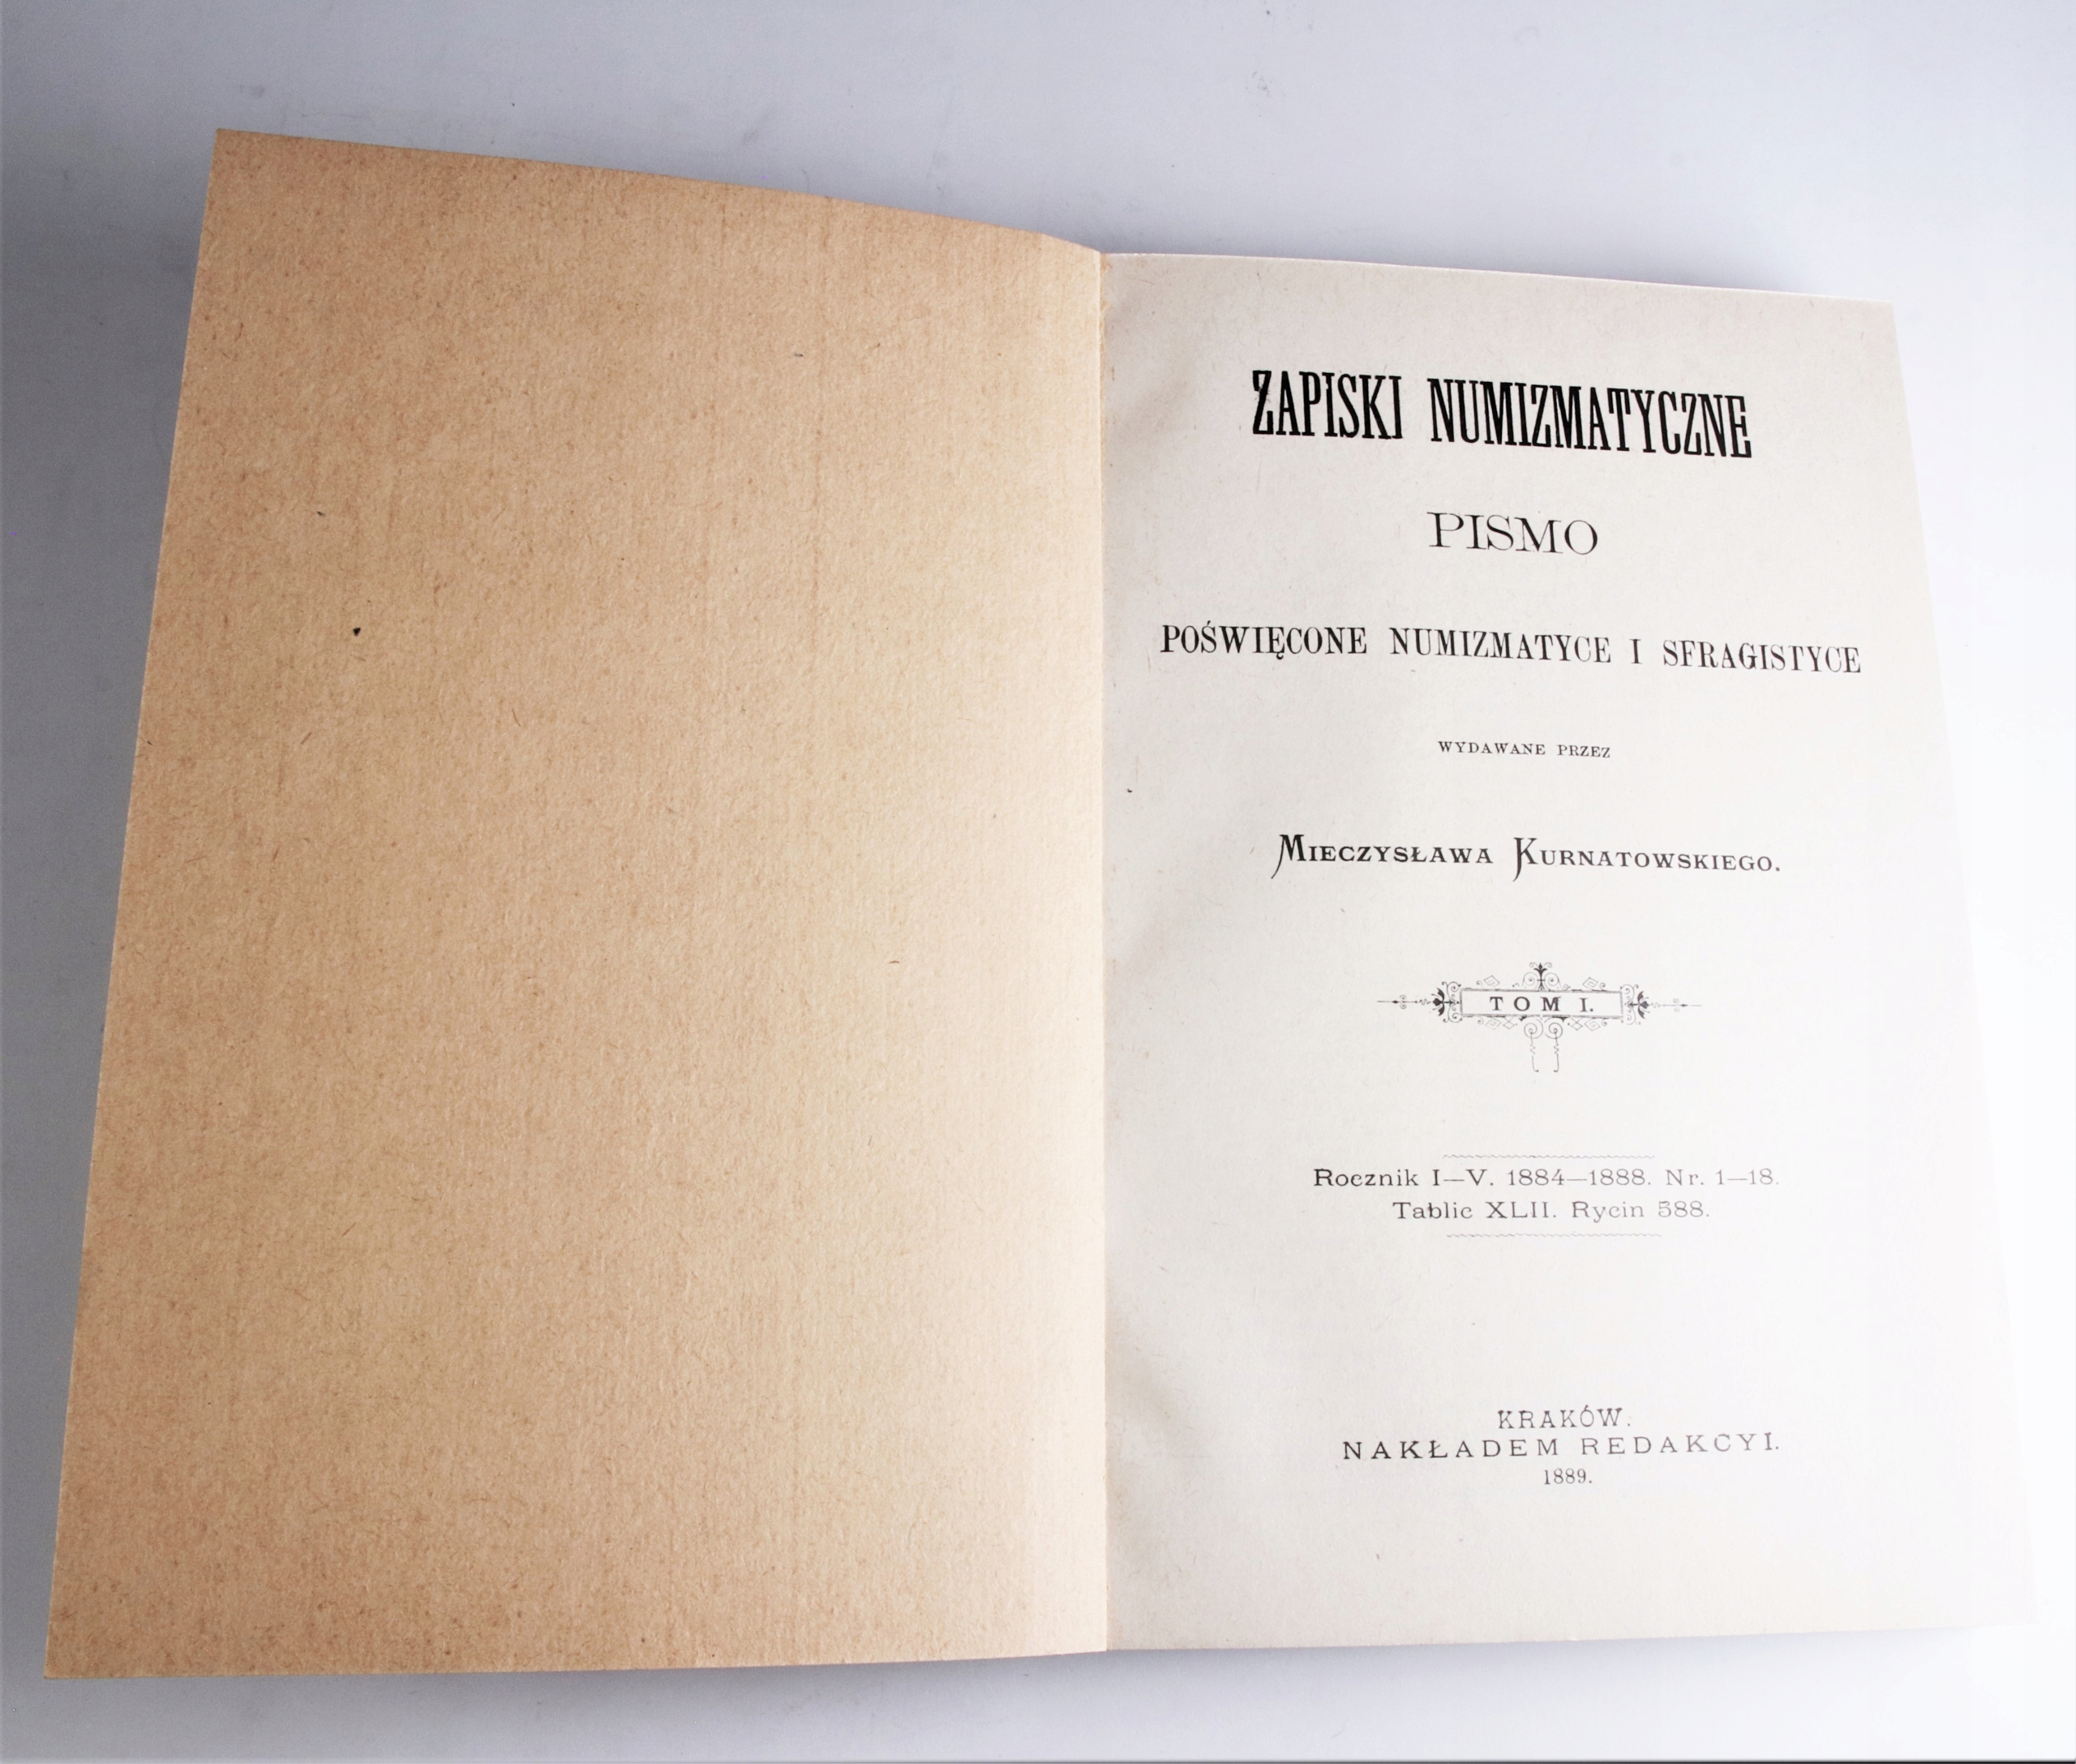 ZAPISKI NUMIZMATYCZNE
PISMO
POŚWIĘCONE NUMIZMATYCE I SFRAGISTYCE
WYDAWANE PRZEZ
MIECZYSŁAWA KURNATOWSKIEGO.
TOM I.
Rocznik I—V. 1884—1888. Nr. 1—18.
Tablic XLII. Rycin 588.
KRAKÓW.
NAKŁADEM REDAKCYI.
1889.